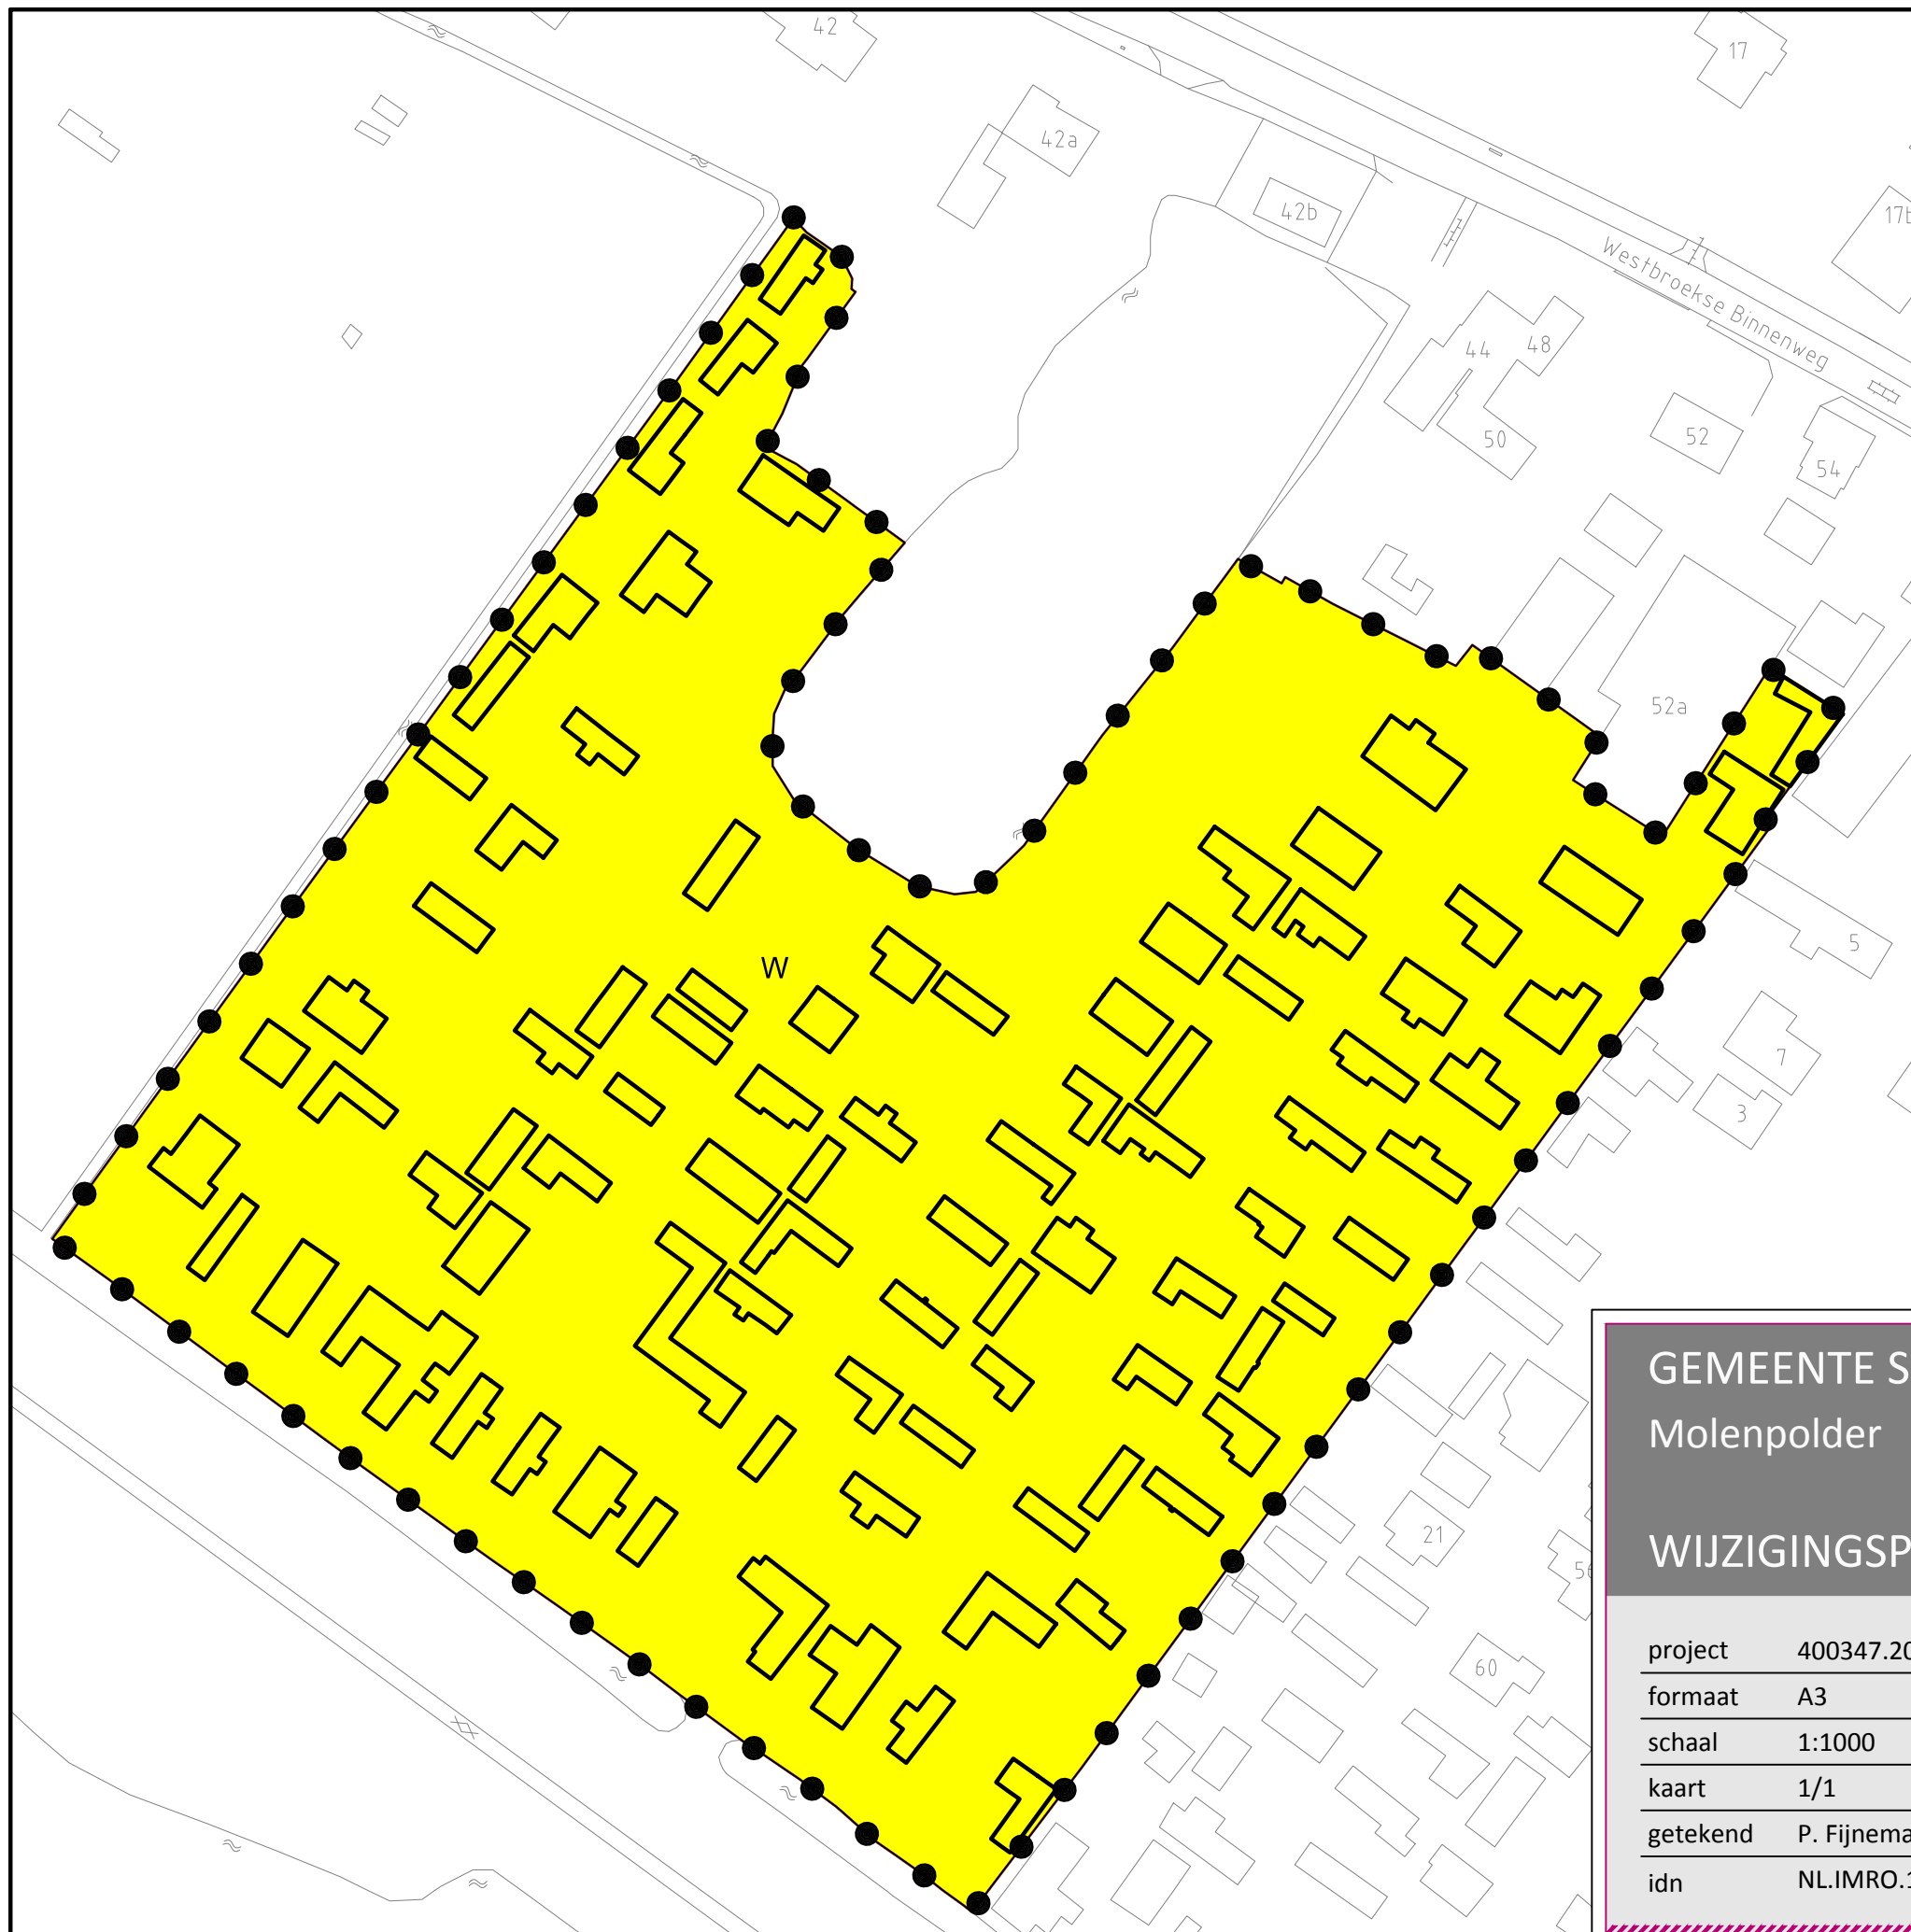 42
17
42a
42b
17b
Westbroekse Binnenweg
44
48
50
52
54
52a
W
5
7
3
21
60
GEMEENTE S
Molenpolder
WIJZIGINGSP
project 400347.20
formaat A3
schaal 1:1000
kaart 1/1
getekend P. Fijnema
idn NL.IMRO.1